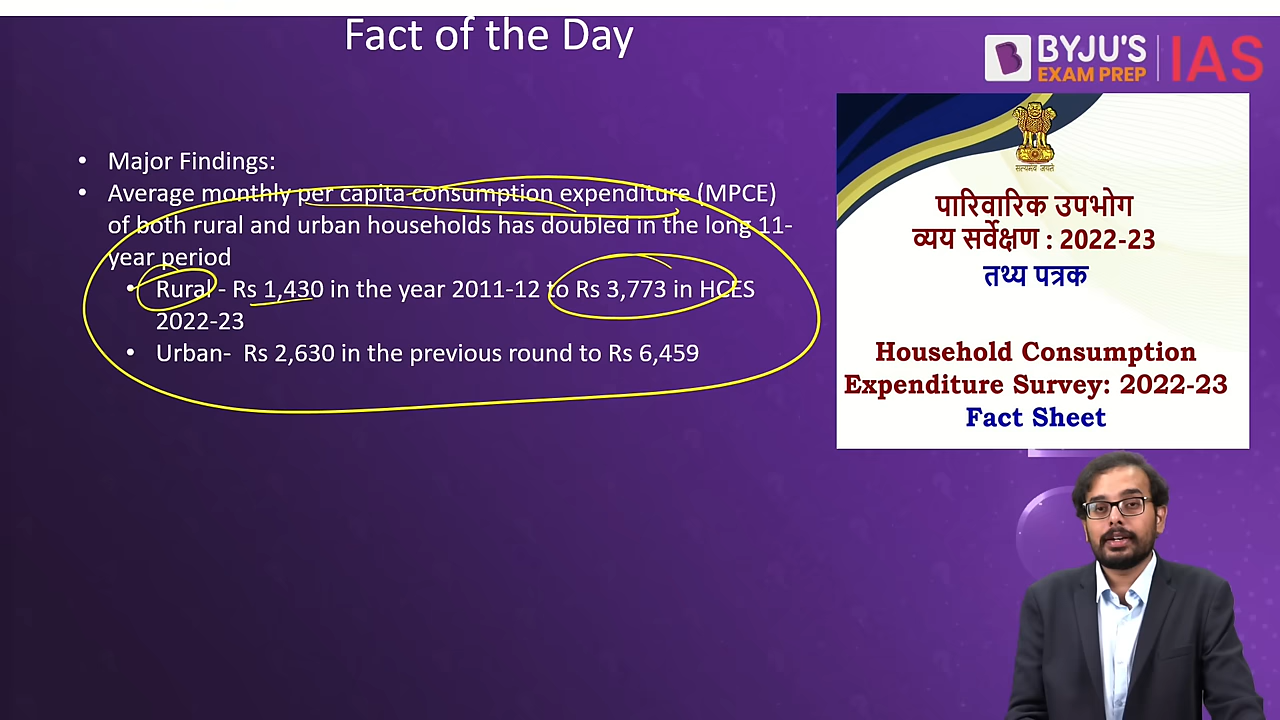 Fact of the Day
BYJU'S
EXAM PREP
IAS
• Major Findings:
• Average monthly per capita consumption expenditure (MPCE)
of both rural and urban households has doubled in the long 11-
year period
• Rural - Rs 1,430 in the year 2011-12 to Rs 3,773 in HCES
2022-23
• Urban- Rs 2,630 in the previous round to Rs 6,459
सत्यमेव जयते
पारिवारिक उपभोग
व्यय सर्वेक्षण : 2022-23
तथ्य पत्रक
Household Consumption
Expenditure Survey: 2022-23
Fact Sheet